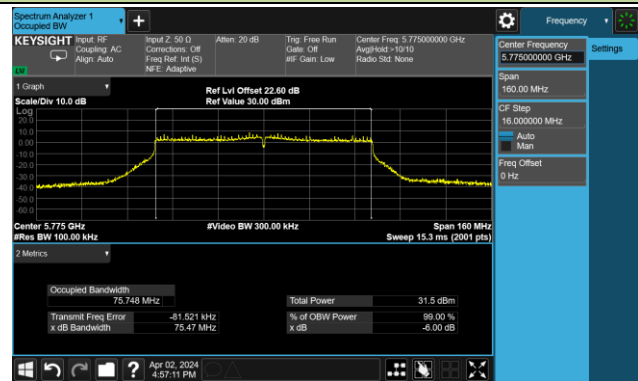 Spectrum Analyzer 1
Occupied BW
+
Frequency
KEYSIGHT
Input: RF
Coupling: AC
Align: Auto
Input Z: 50 Ω
Corrections: Off
Freq Ref: Int (S)
NFE: Adaptive
Atten: 20 dB
Trig: Free Run
Gate: Off
#IF Gain: Low
Center Freq: 5.775000000 GHz
Avg|Hold:>10/10
Radio Std: None
Center Frequency
5.775000000 GHz
Settings
Span
160.00 MHz
CF Step
16.000000 MHz
Auto
Man
Freq Offset
0 Hz
1 Graph
Scale/Div 10.0 dB
Ref Lvl Offset 22.60 dB
Ref Value 30.00 dBm
Log
20.0
10.0
0.00
-10.0
-20.0
-30.0
-40.0
-50.0
-60.0
Center 5.775 GHz
#Video BW 300.00 kHz
Span 160 MHz
#Res BW 100.00 kHz
Sweep 15.3 ms (2001 pts)
2 Metrics
Occupied Bandwidth
75.748 MHz
Total Power 31.5 dBm
Transmit Freq Error -81.521 kHz
% of OBW Power 99.00 %
x dB Bandwidth 75.47 MHz
x dB -6.00 dB
?
Apr 02, 2024
4:57:11 PM